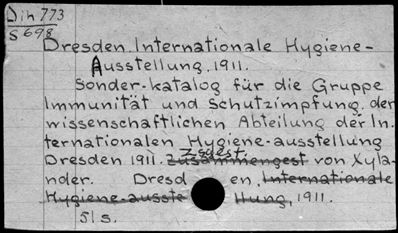 Dih 773
S 698
Dresden. Internationale Hygiene-
Ausstellung, 1911.
Sonder-katalog für die Gruppe
Immunität und Schutzimpfung, der
wissenschaftlichen Abteilung der In-
ternationalen Hygiene-ausstellung
Zsgest.
Dresden 1911. Zusammengest von Xyla-
nder. Dresd en, Internationale
Hygiene-ausste llung, 1911.
51 s.